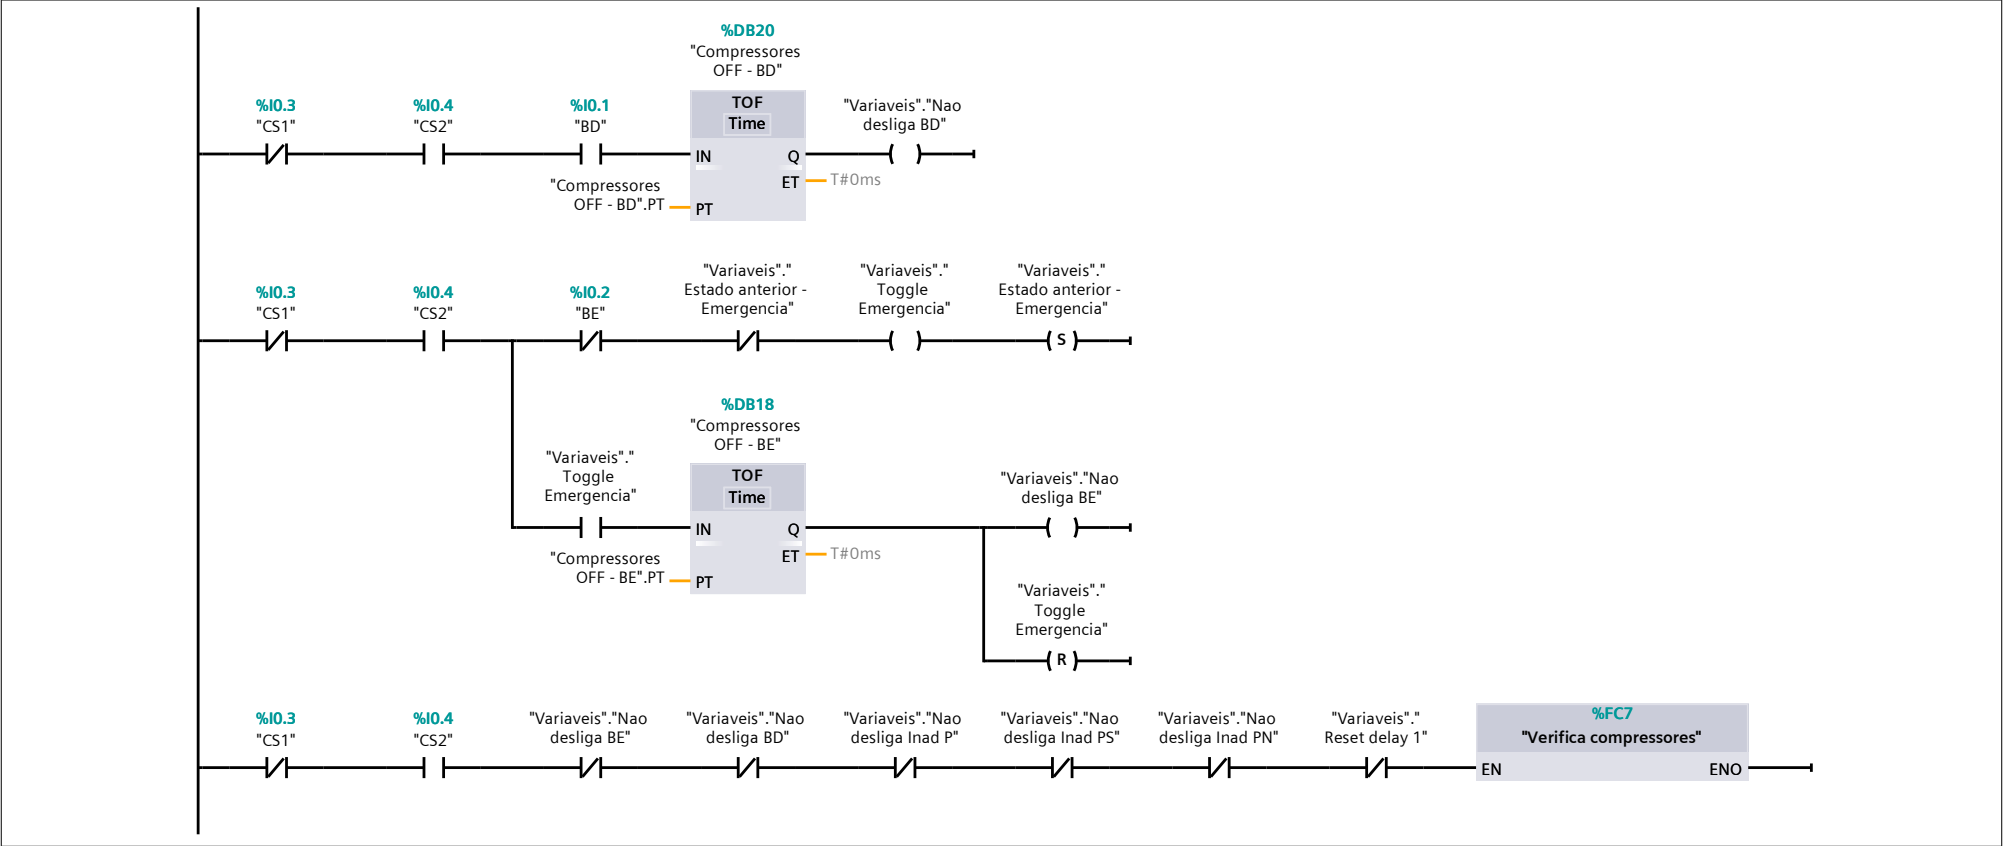 %DB20
"Compressores
OFF - BD"
%I0.3
"CS1"
%I0.4
"CS2"
%I0.1
"BD"
TOF
Time
"Variaveis"."Nao
desliga BD"
IN
Q
ET
T#0ms
"Compressores
OFF - BD".PT
PT
%I0.3
"CS1"
%I0.4
"CS2"
%I0.2
"BE"
"Variaveis"."
Estado anterior -
Emergencia"
"Variaveis"."
Toggle
Emergencia"
"Variaveis"."
Estado anterior -
Emergencia"
S
%DB18
"Compressores
OFF - BE"
"Variaveis"."
Toggle
Emergencia"
TOF
Time
"Variaveis"."Nao
desliga BE"
IN
Q
ET
T#0ms
"Compressores
OFF - BE".PT
PT
"Variaveis"."
Toggle
Emergencia"
R
%I0.3
"CS1"
%I0.4
"CS2"
"Variaveis"."Nao
desliga BE"
"Variaveis"."Nao
desliga BD"
"Variaveis"."Nao
desliga Inad P"
"Variaveis"."Nao
desliga Inad PS"
"Variaveis"."Nao
desliga Inad PN"
"Variaveis"."
Reset delay 1"
%FC7
"Verifica compressores"
EN
ENO